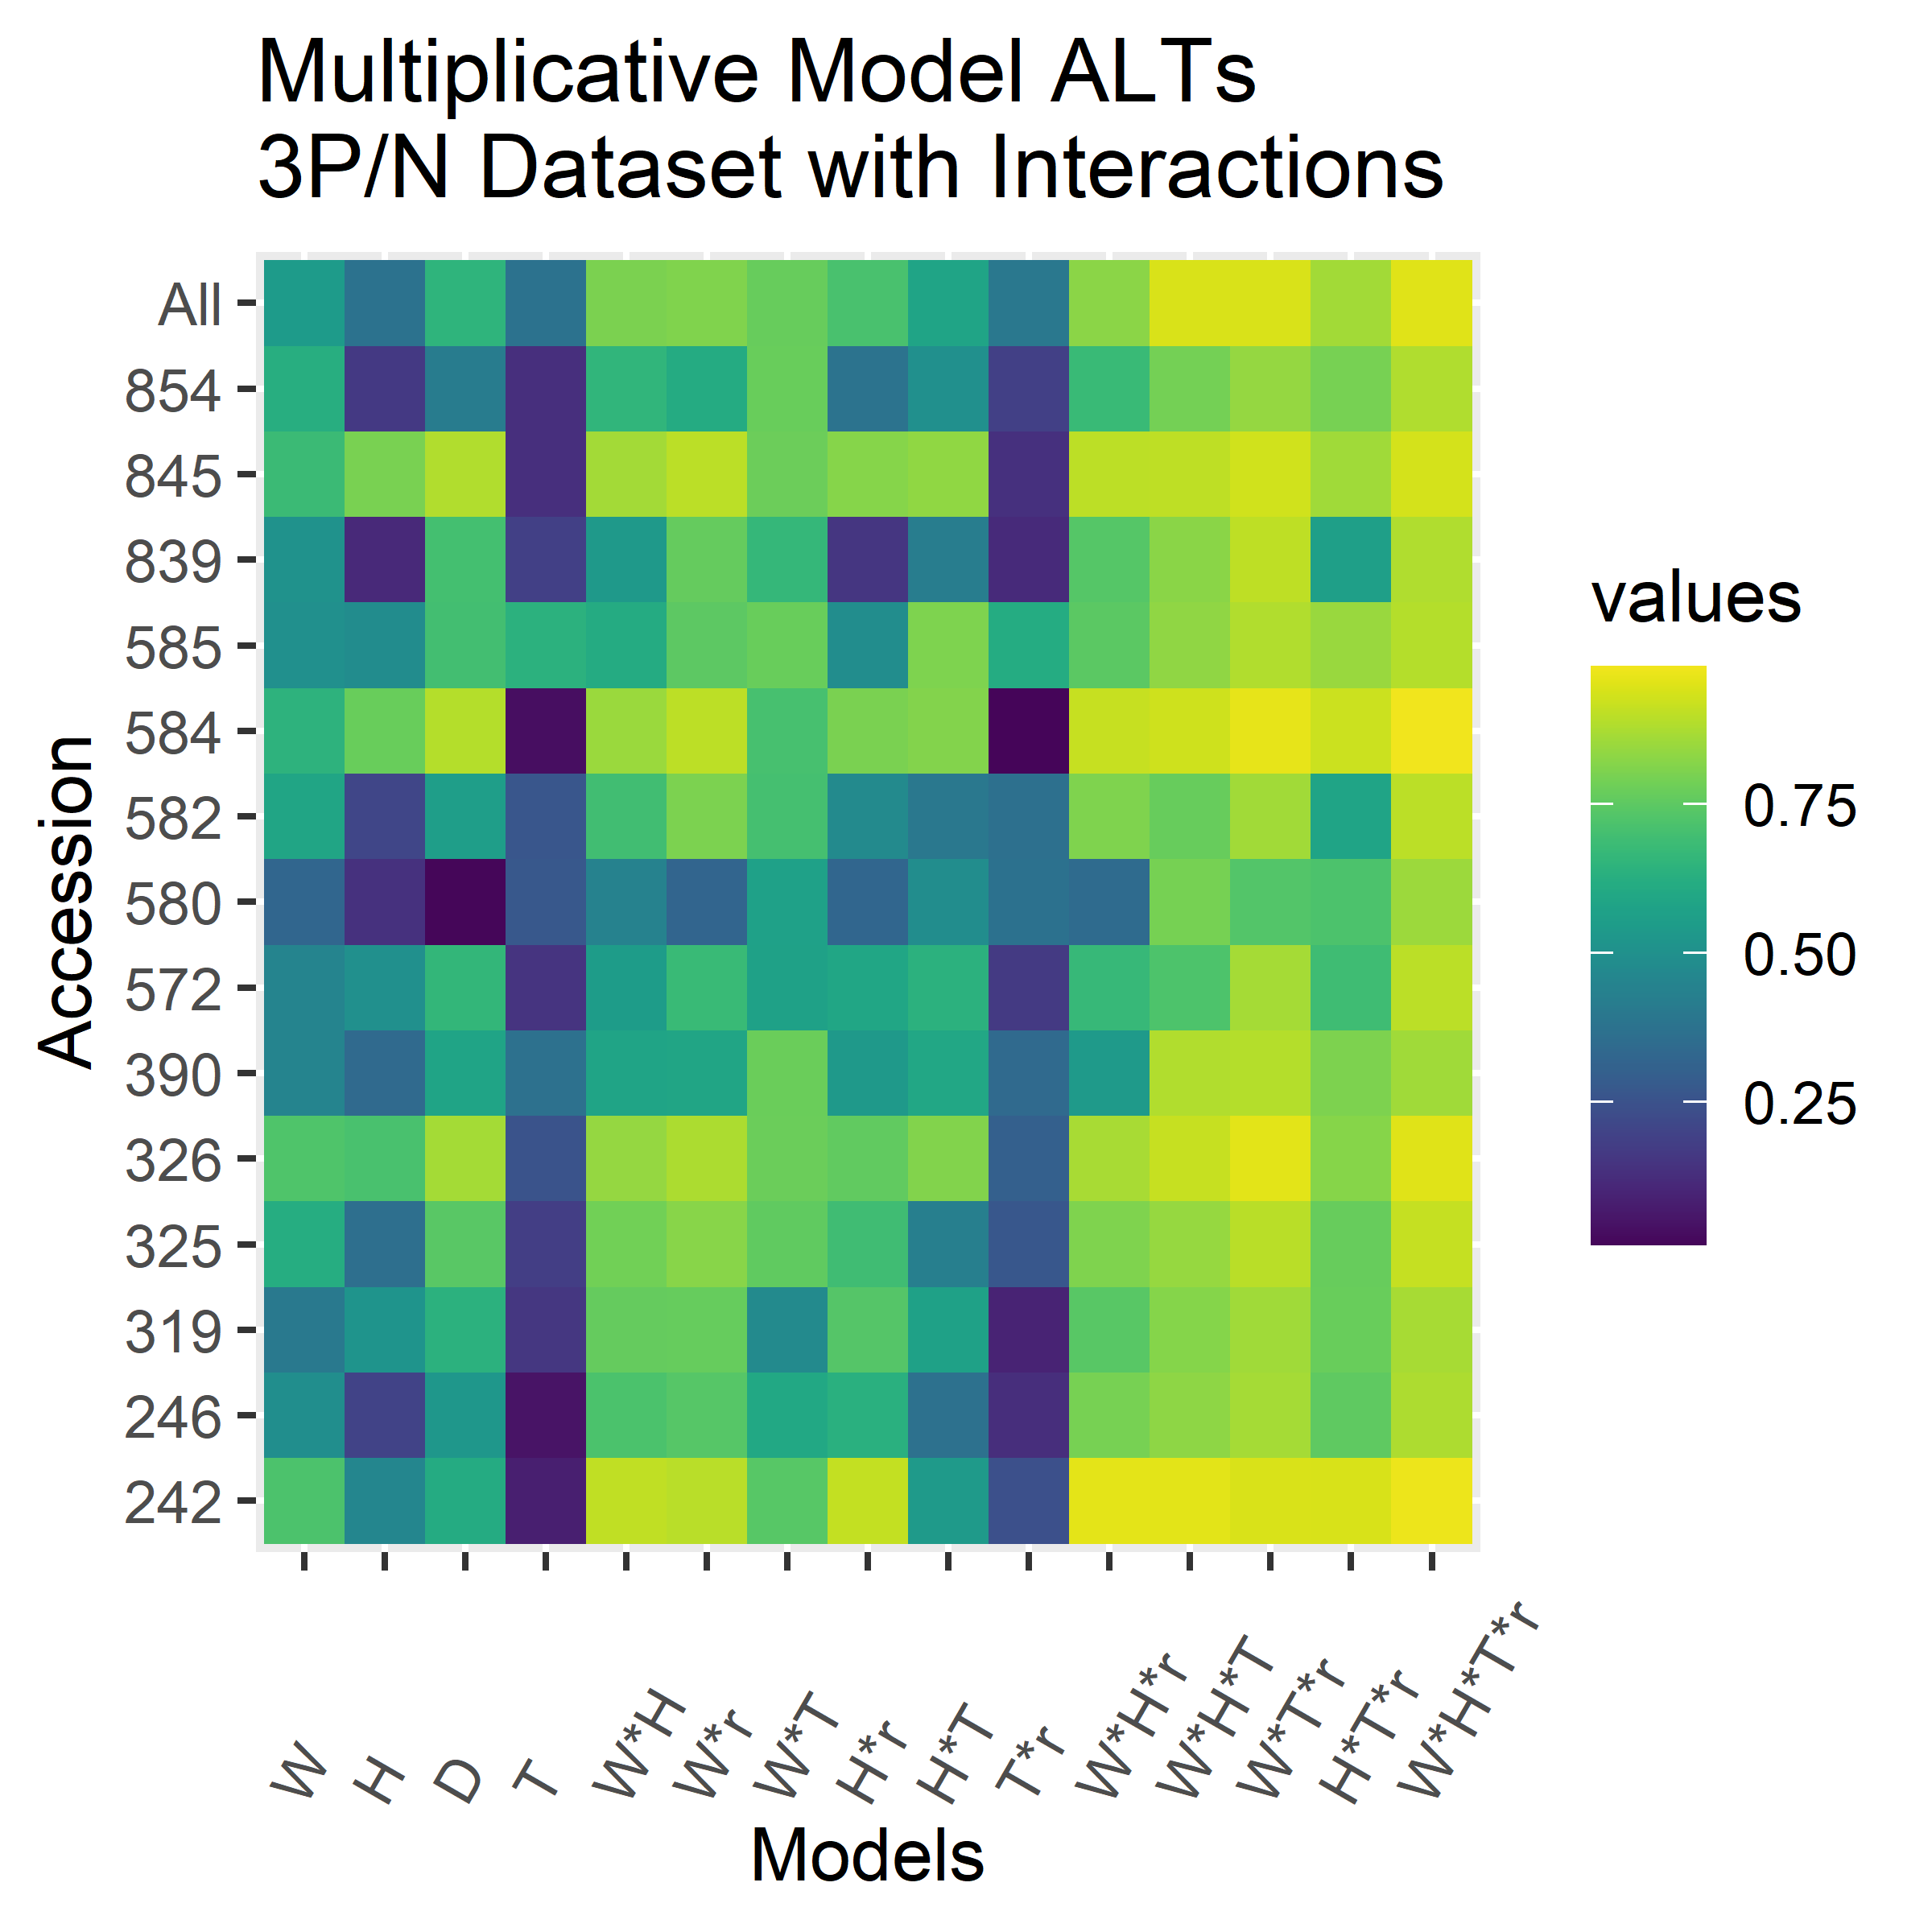 Multiplicative Model ALTs
3P/N Dataset with Interactions
Accession
All
854
845
839
585
584
582
580
572
390
326
325
319
246
242
W
H
D
T
W*H
W*r
W*T
H*r
H*T
T*r
W*H*r
W*H*T
W*T*r
H*T*r
W*H*T*r
Models
values
0.75
0.50
0.25